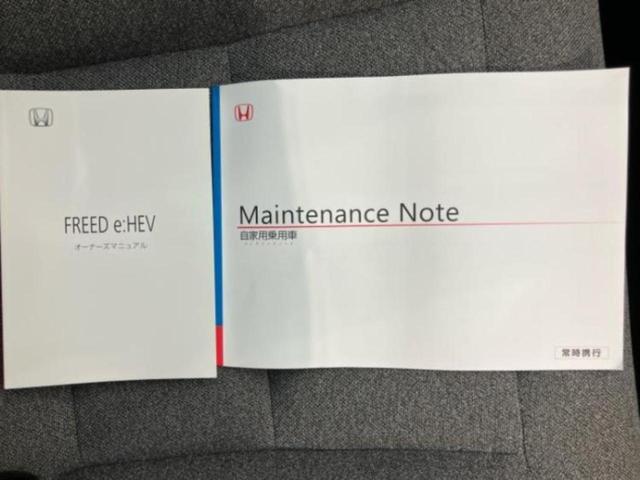 FREED e:HEV
オーナーズマニュアル
Maintenance Note
自家用乗用車
常時携行